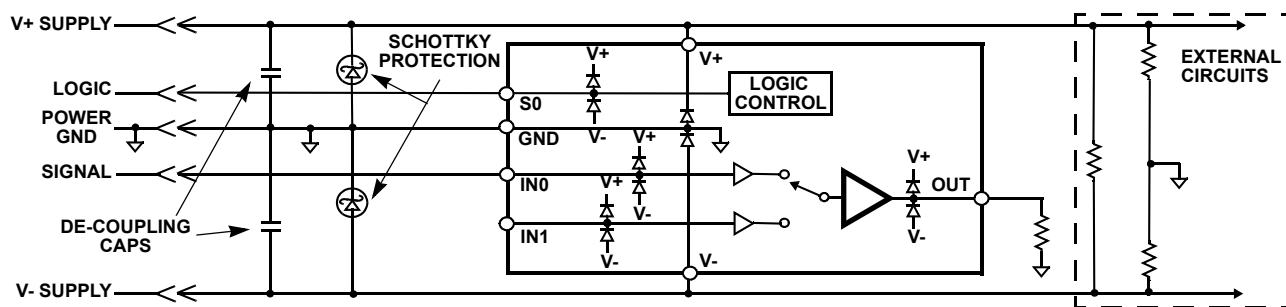 V+ SUPPLY
LOGIC
POWER
GND
SIGNAL
DE-COUPLING
CAPS
V- SUPPLY
SCHOTTKY
PROTECTION
V+
V+
S0
V-
LOGIC
CONTROL
GND
V+
IN0
V-
V+
IN1
V-
V+
OUT
V-
V-
EXTERNAL
CIRCUITS